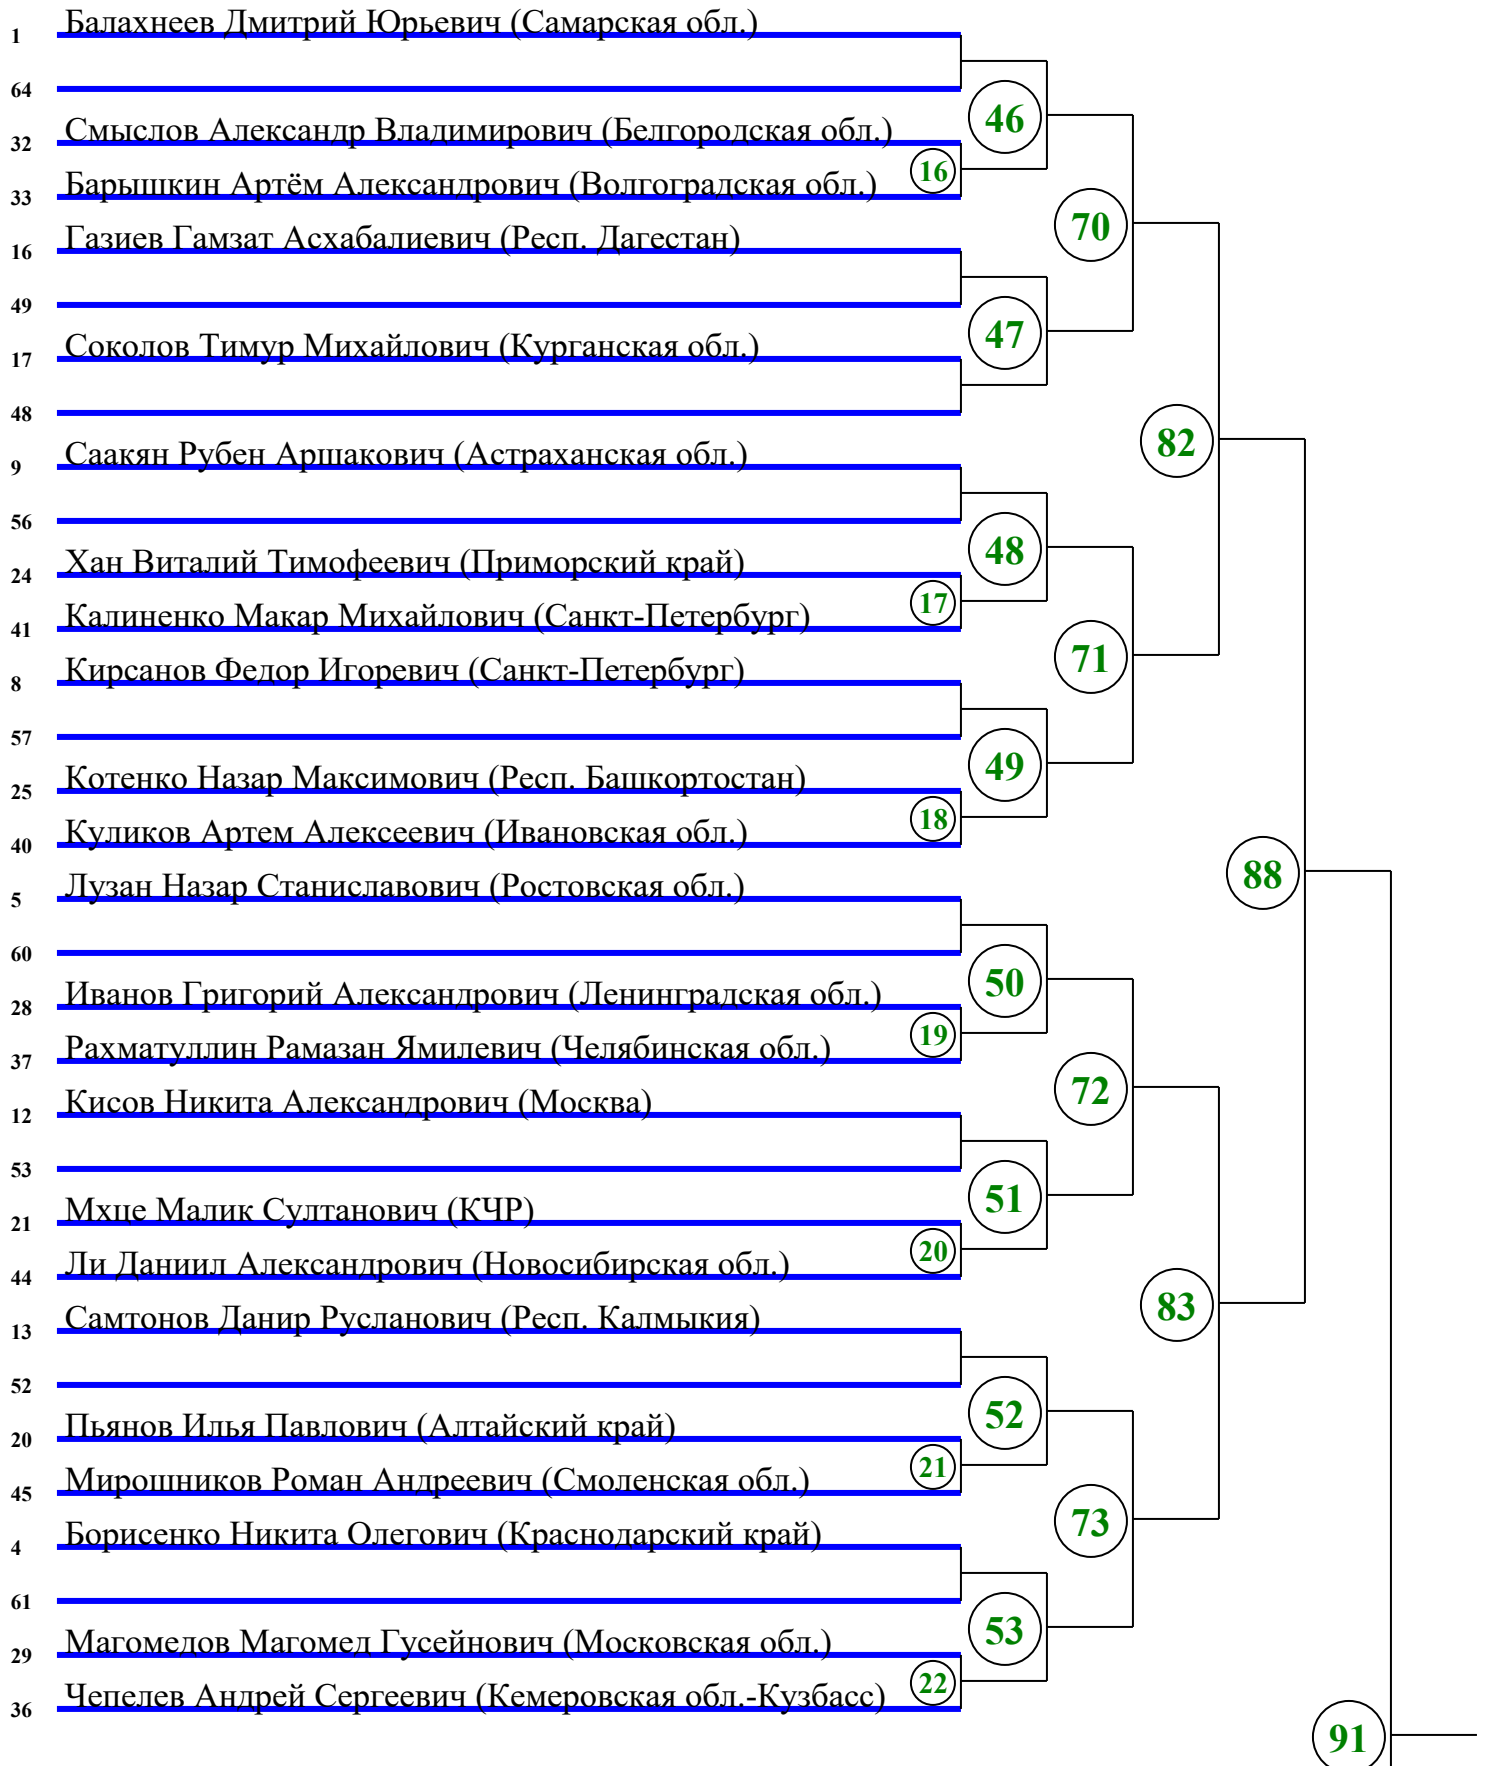 1 Балахнеев Дмитрий Юрьевич (Самарская обл.)
64
46
32 Смыслов Александр Владимирович (Белгородская обл.)
16
33 Барышкин Артём Александрович (Волгоградская обл.)
70
16 Газиев Гамзат Асхабалиевич (Респ. Дагестан)
49
47
17 Соколов Тимур Михайлович (Курганская обл.)
48
82
9 Саакян Рубен Аршакович (Астраханская обл.)
56
48
24 Хан Виталий Тимофеевич (Приморский край)
17
41 Калиненко Макар Михайлович (Санкт-Петербург)
71
8 Кирсанов Федор Игоревич (Санкт-Петербург)
57
49
25 Котенко Назар Максимович (Респ. Башкортостан)
18
40 Куликов Артем Алексеевич (Ивановская обл.)
88
5 Лузан Назар Станиславович (Ростовская обл.)
60
50
28 Иванов Григорий Александрович (Ленинградская обл.)
19
37 Рахматуллин Рамазан Ямилевич (Челябинская обл.)
72
12 Кисов Никита Александрович (Москва)
53
51
21 Мхце Малик Султанович (КЧР)
20
44 Ли Даниил Александрович (Новосибирская обл.)
83
13 Самтонов Данир Русланович (Респ. Калмыкия)
52
52
20 Пьянов Илья Павлович (Алтайский край)
21
45 Мирошников Роман Андреевич (Смоленская обл.)
73
4 Борисенко Никита Олегович (Краснодарский край)
61
53
29 Магомедов Магомед Гусейнович (Московская обл.)
22
36 Чепелев Андрей Сергеевич (Кемеровская обл.-Кузбасс)
91